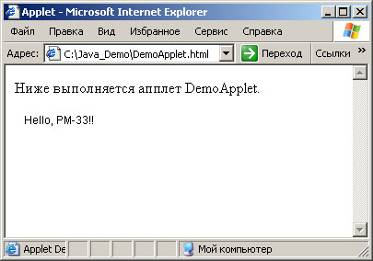 Applet - Microsoft Internet Explorer
Файл Правка Вид Избранное Сервис Справка
Адрес: C:\Java_Demo\DemoApplet.html Переход Ссылки »
Ниже выполняется апплет DemoApplet.
Hello, PM-33!!
Applet De Мой компьютер